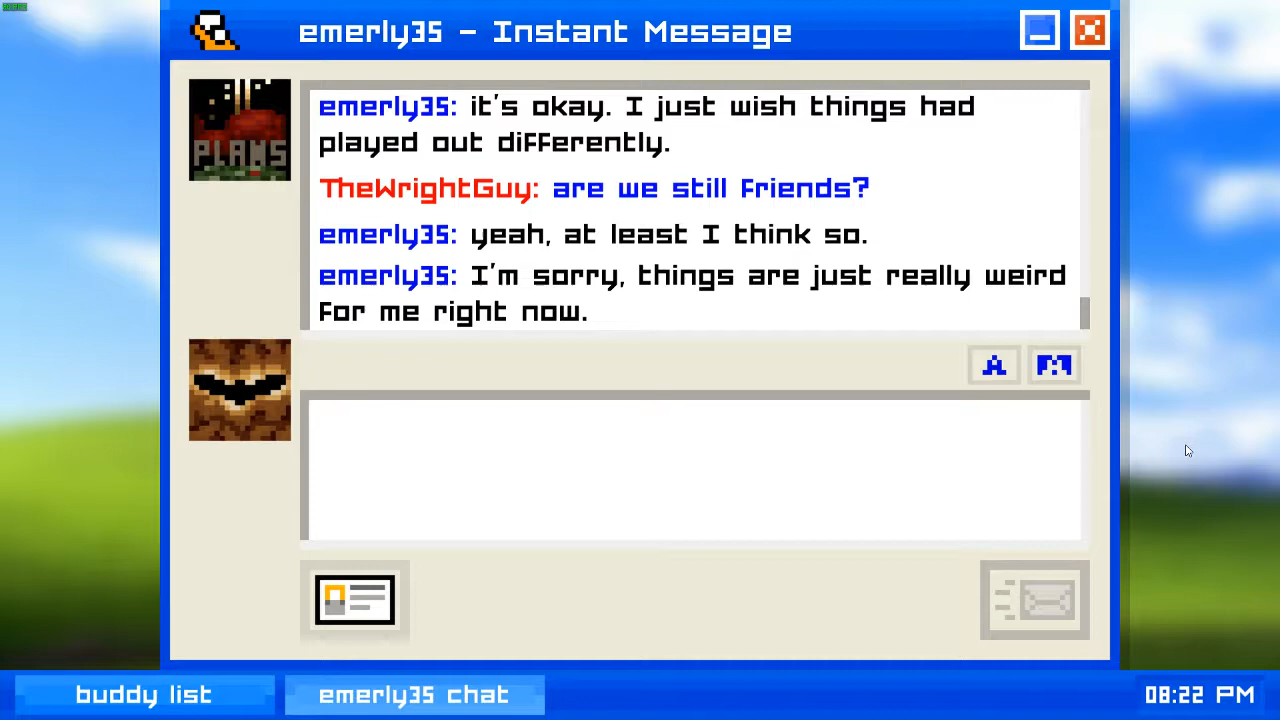 emerly35 - Instant Message
PLANS
emerly35: it's okay. I just wish things had
played out differently.
TheWrightGuy: are we still friends?
emerly35: yeah, at least I think so.
emerly35: I'm sorry, things are just really weird
for me right now.
A
buddy list
emerly35 chat
08:22 PM